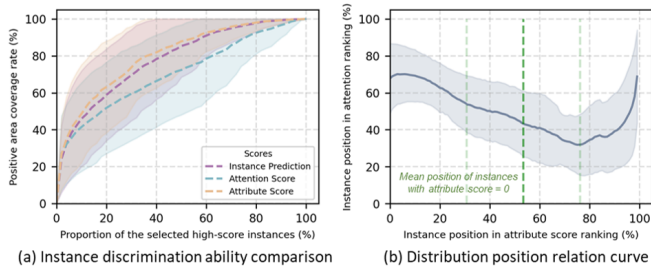 Positive area coverage rate (%)
100
80
60
40
20
0
Scores
Instance Prediction
Attention Score
Attribute Score
0 20 40 60 80 100
Proportion of the selected high-score instances (%)
(a) Instance discrimination ability comparison
Instance position in attention ranking (%)
100
80
60
40
20
0
Mean position of instances
with attribute score = 0
0 20 40 60 80 100
Instance position in attribute score ranking (%)
(b) Distribution position relation curve